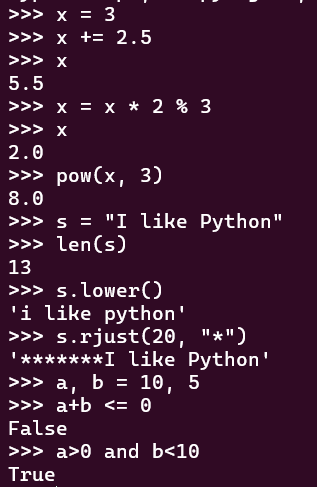 >>> x = 3
>>> x += 2.5
>>> x
5.5
>>> x = x * 2 % 3
>>> x
2.0
>>> pow(x, 3)
8.0
>>> s = "I like Python"
>>> len(s)
13
>>> s.lower()
'i like python'
>>> s.rjust(20, "*")
'*******I like Python'
>>> a, b = 10, 5
>>> a+b <= 0
False
>>> a>0 and b<10
True